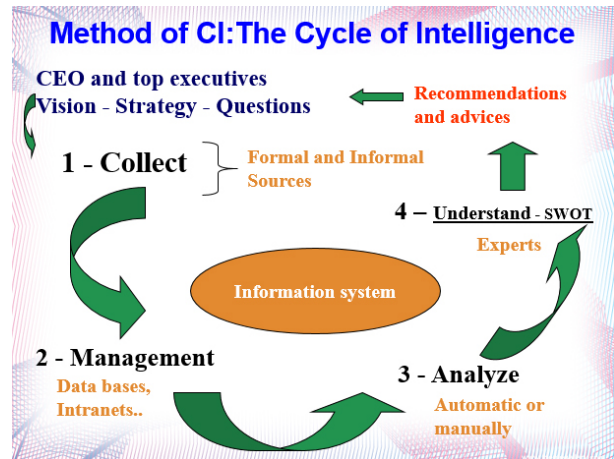 Method of CI:The Cycle of Intelligence
CEO and top executives
Vision - Strategy - Questions
Recommendations
and advices
1 - Collect
Formal and Informal
Sources
4 – Understand - SWOT
Experts
Information system
2 - Management
Data bases,
Intranets..
3 - Analyze
Automatic or
manually